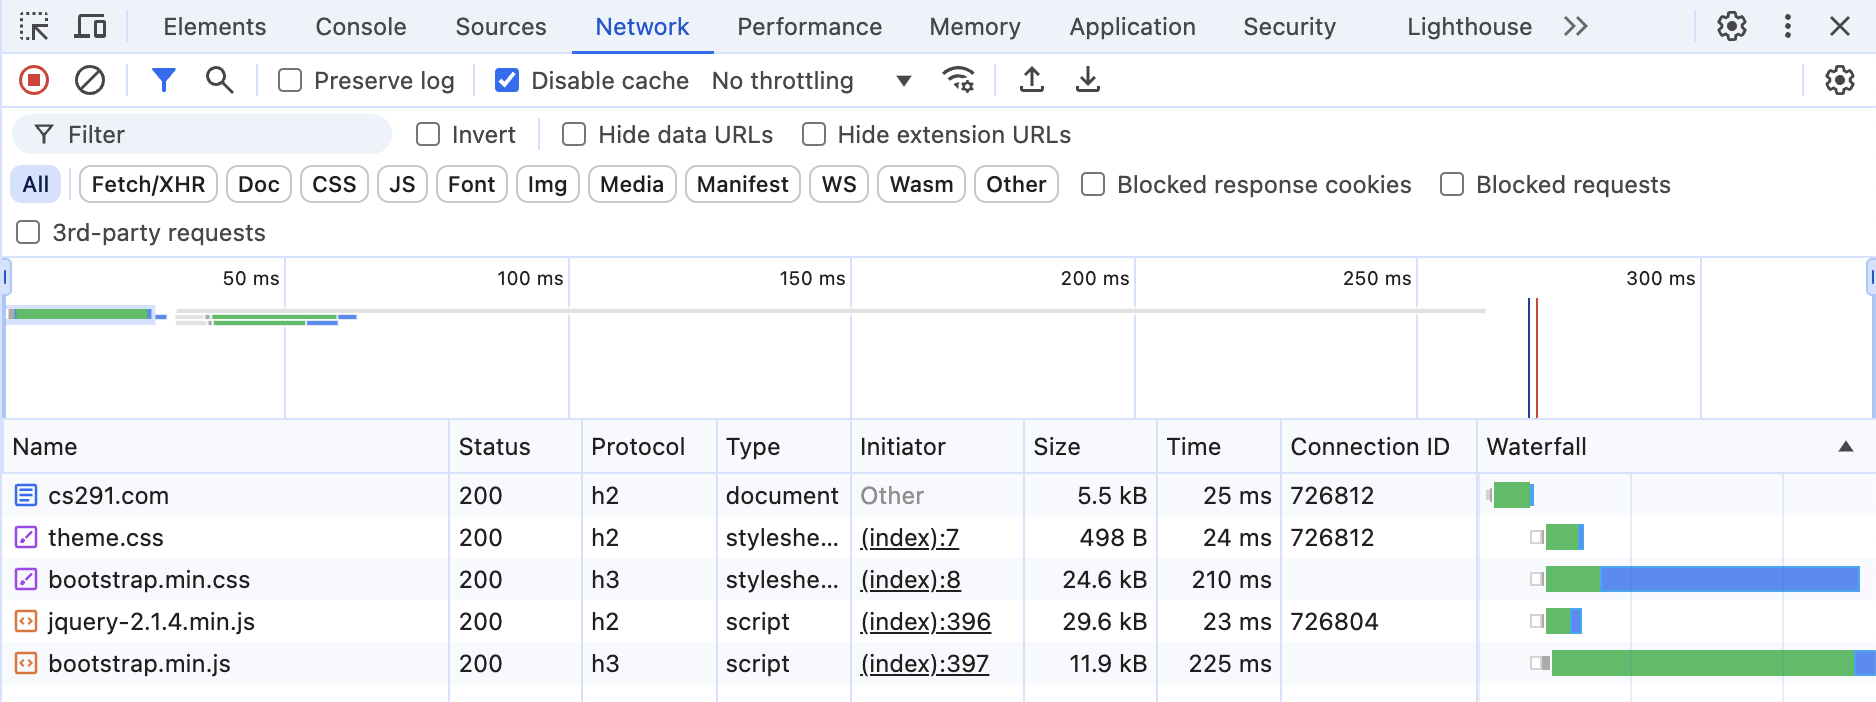 Elements Console Sources Network Performance Memory Application Security Lighthouse
Preserve log Disable cache No throttling
Filter Invert Hide data URLs Hide extension URLs
All Fetch/XHR Doc CSS JS Font Img Media Manifest WS Wasm Other Blocked response cookies Blocked requests
3rd-party requests
50 ms 100 ms 150 ms 200 ms 250 ms 300 ms
Name Status Protocol Type Initiator Size Time Connection ID Waterfall
cs291.com 200 h2 document Other 5.5 kB 25 ms 726812
theme.css 200 h2 styleshe... (index):7 498 B 24 ms 726812
bootstrap.min.css 200 h3 styleshe... (index):8 24.6 kB 210 ms
jquery-2.1.4.min.js 200 h2 script (index):396 29.6 kB 23 ms 726804
bootstrap.min.js 200 h3 script (index):397 11.9 kB 225 ms